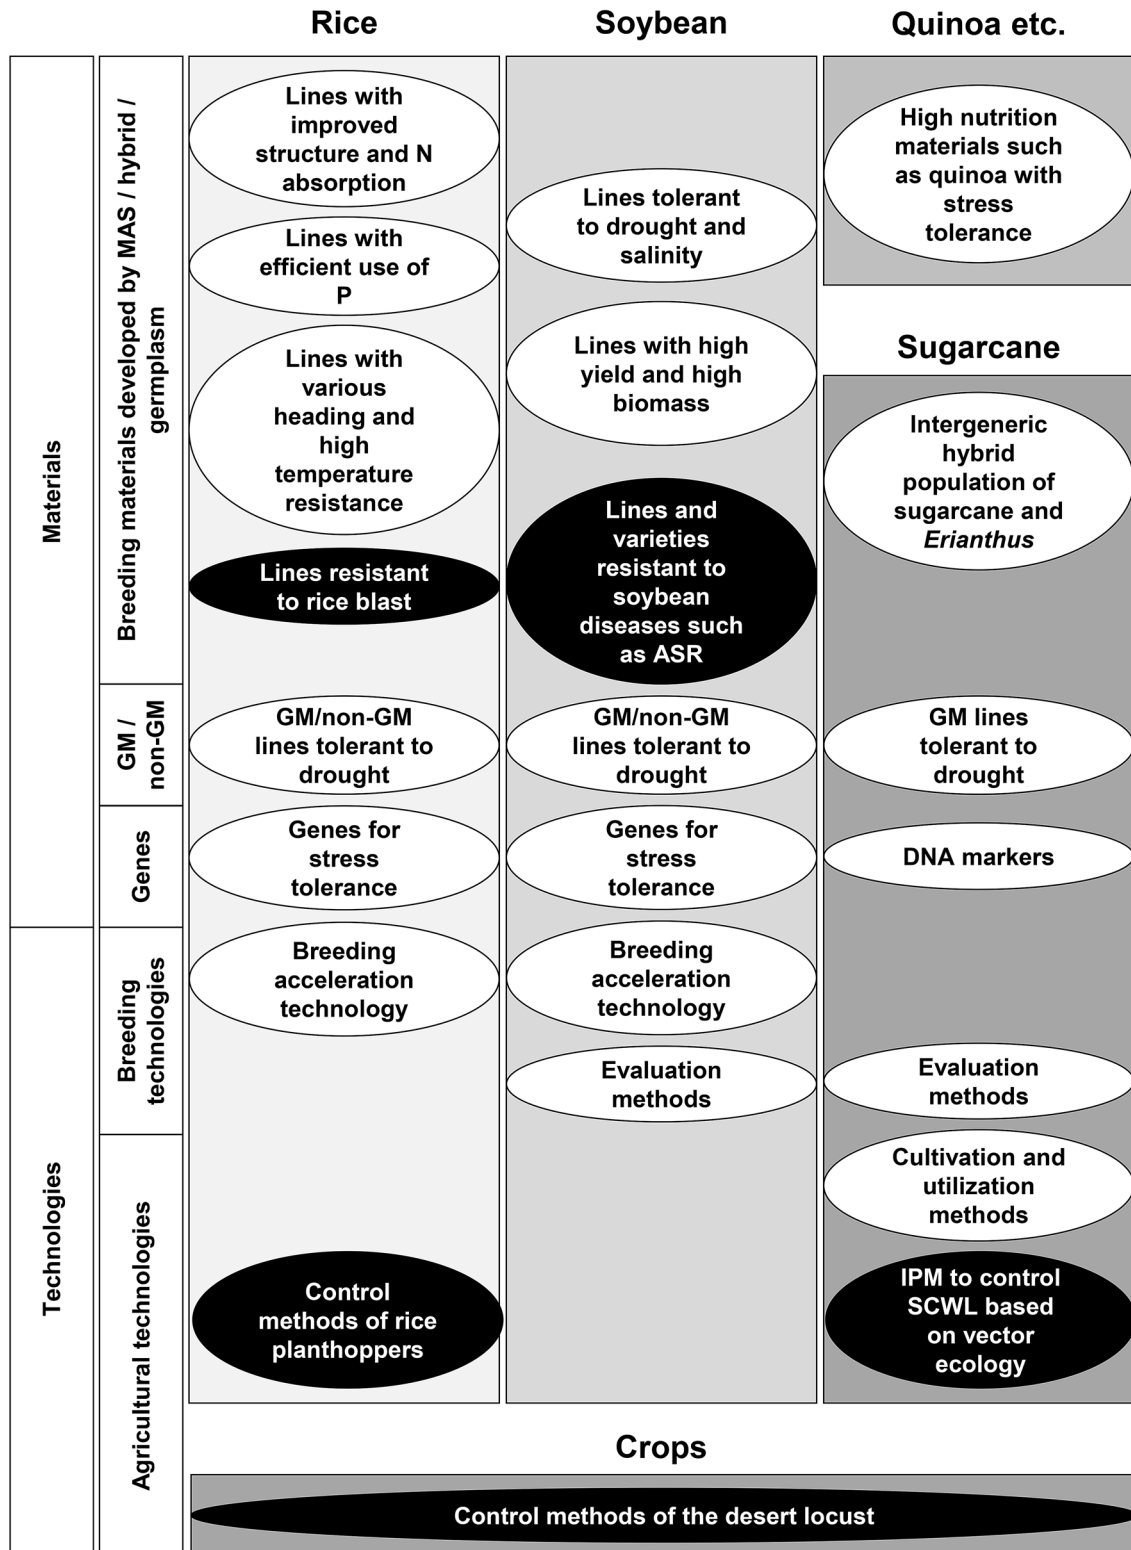 Rice
Soybean
Quinoa etc.
Materials
Technologies
Breeding materials developed by MAS / hybrid /
germplasm
GM /
non-GM
Genes
Breeding
technologies
Agricultural technologies
Lines with
improved
structure and N
absorption
Lines with
efficient use of
P
Lines with
various
heading and
high
temperature
resistance
Lines resistant
to rice blast
GM/non-GM
lines tolerant to
drought
Genes for
stress
tolerance
Breeding
acceleration
technology
Control
methods of rice
planthoppers
Lines tolerant
to drought and
salinity
Lines with high
yield and high
biomass
Lines and
varieties
resistant to
soybean
diseases such
as ASR
GM/non-GM
lines tolerant to
drought
Genes for
stress
tolerance
Breeding
acceleration
technology
Evaluation
methods
High nutrition
materials such
as quinoa with
stress
tolerance
Sugarcane
Intergeneric
hybrid
population of
sugarcane and
Erianthus
GM lines
tolerant to
drought
DNA markers
Evaluation
methods
Cultivation and
utilization
methods
IPM to control
SCWL based
on vector
ecology
Crops
Control methods of the desert locust